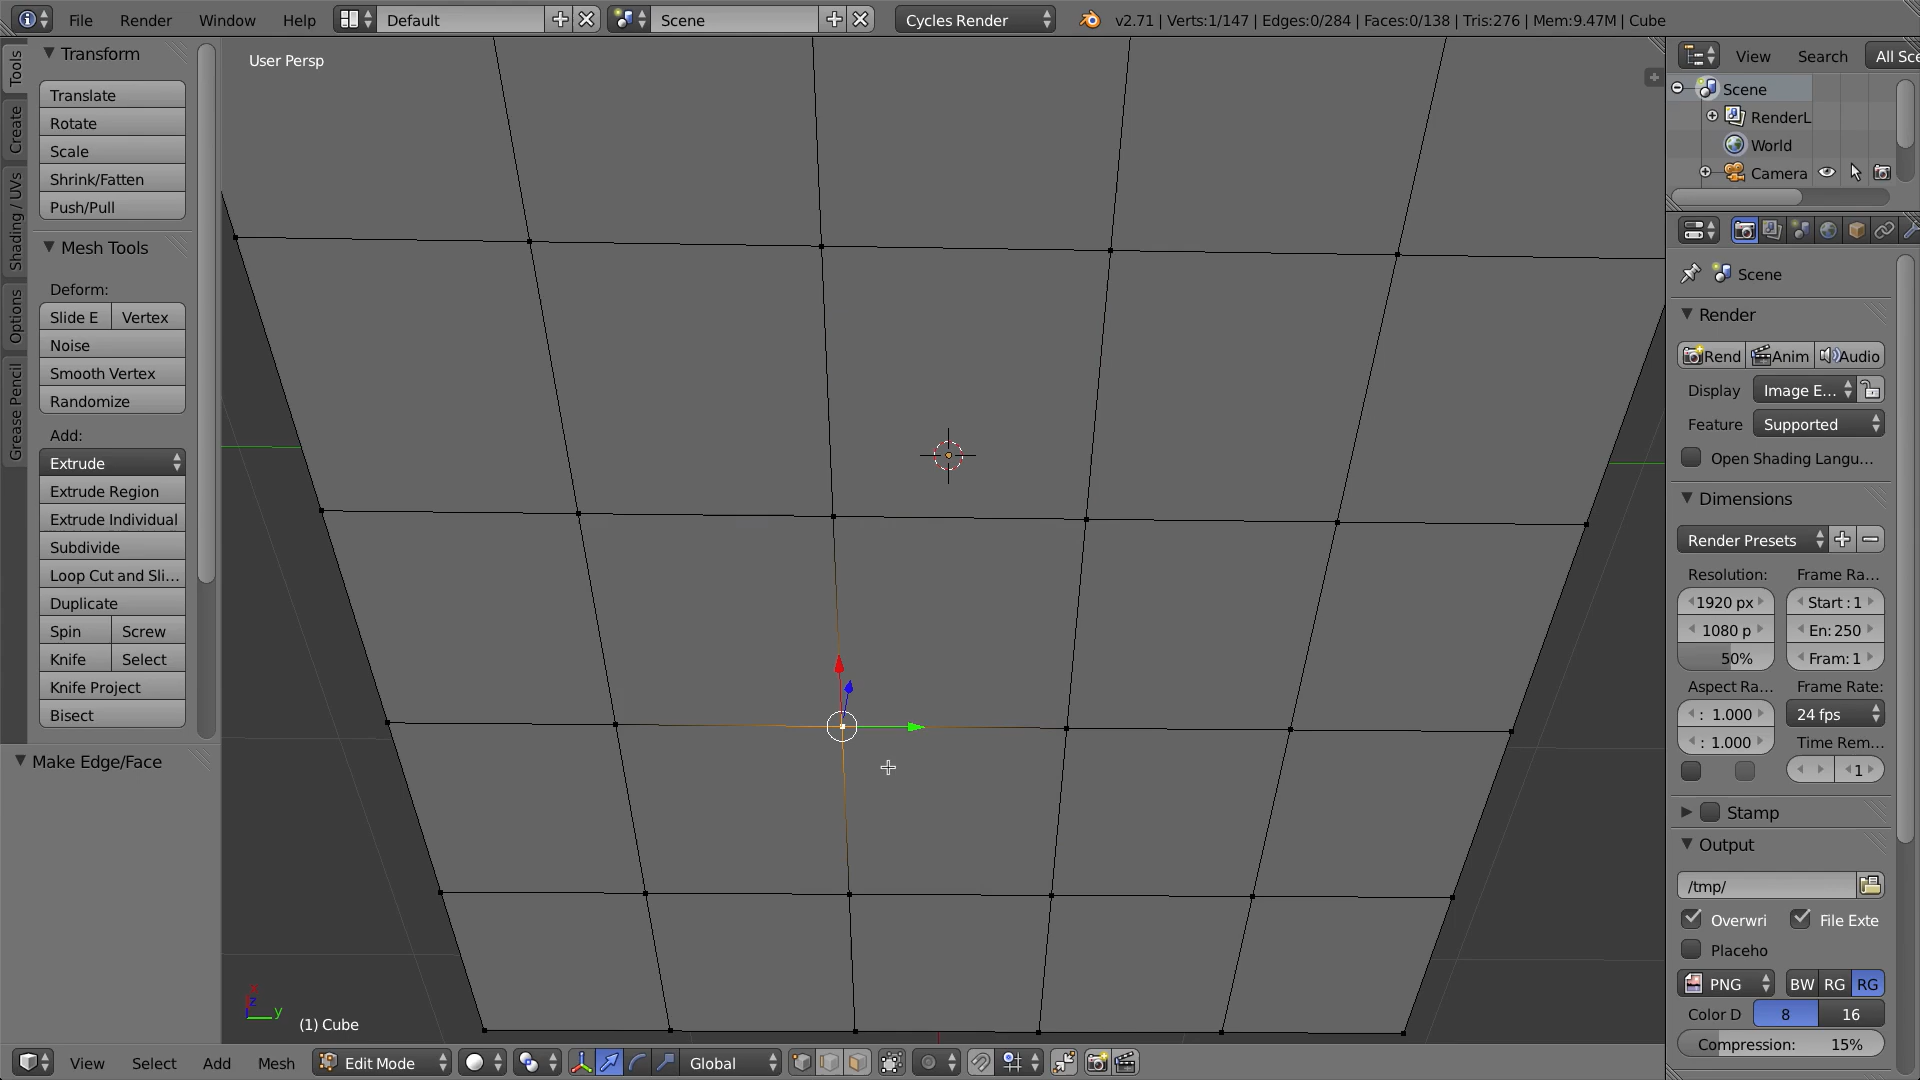 File Render Window Help Default Scene Cycles Render v2.71 | Verts:1/147 | Edges:0/284 | Faces:0/138 | Tris:276 | Mem:9.47M | Cube
Tools
Create
Shading / UVs
Options
Grease Pencil
Transform
Translate
Rotate
Scale
Shrink/Fatten
Push/Pull
Mesh Tools
Deform:
Slide E Vertex
Noise
Smooth Vertex
Randomize
Add:
Extrude
Extrude Region
Extrude Individual
Subdivide
Loop Cut and Sli...
Duplicate
Spin Screw
Knife Select
Knife Project
Bisect
Make Edge/Face
User Persp
x
z
y
(1) Cube
View Select Add Mesh Edit Mode Global
View Search All Sce
Scene
RenderL
World
Camera
Scene
Render
Rend Anim Audio
Display Image E...
Feature Supported
Open Shading Langu...
Dimensions
Render Presets
Resolution: Frame Ra...
1920 px Start : 1
1080 p En: 250
50% Fram: 1
Aspect Ra... Frame Rate:
: 1.000 24 fps
: 1.000 Time Rem...
1
Stamp
Output
/tmp/
Overwri File Exte
Placeho
PNG BW RG RG
Color D 8 16
Compression: 15%